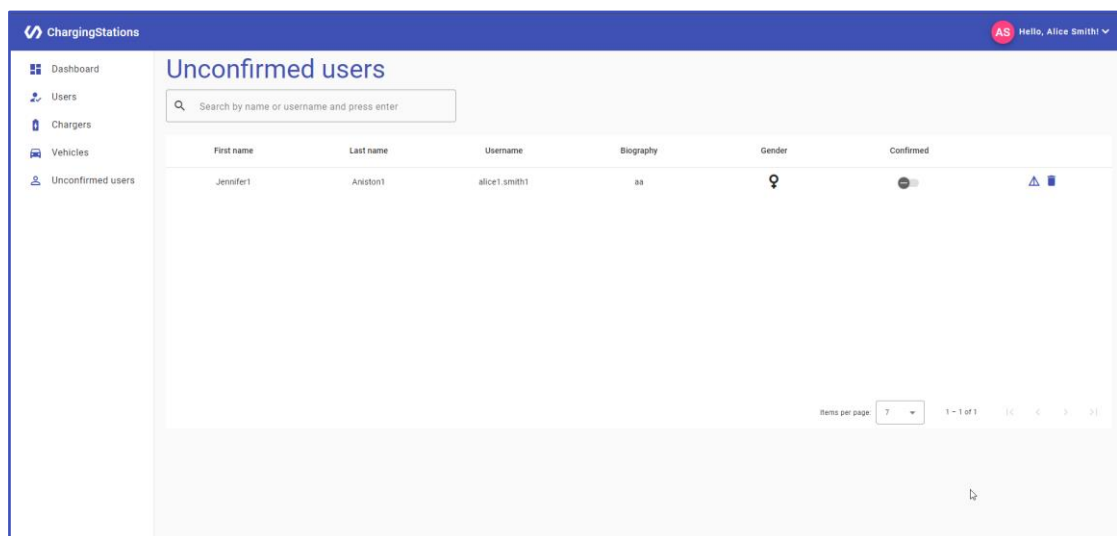 ChargingStations
AS Hello, Alice Smith!
Dashboard
Users
Chargers
Vehicles
Unconfirmed users
Unconfirmed users
Search by name or username and press enter
First name Last name Username Biography Gender Confirmed
Jennifer1 Aniston1 alice1.smith1 aa
Items per page: 7 1 – 1 of 1